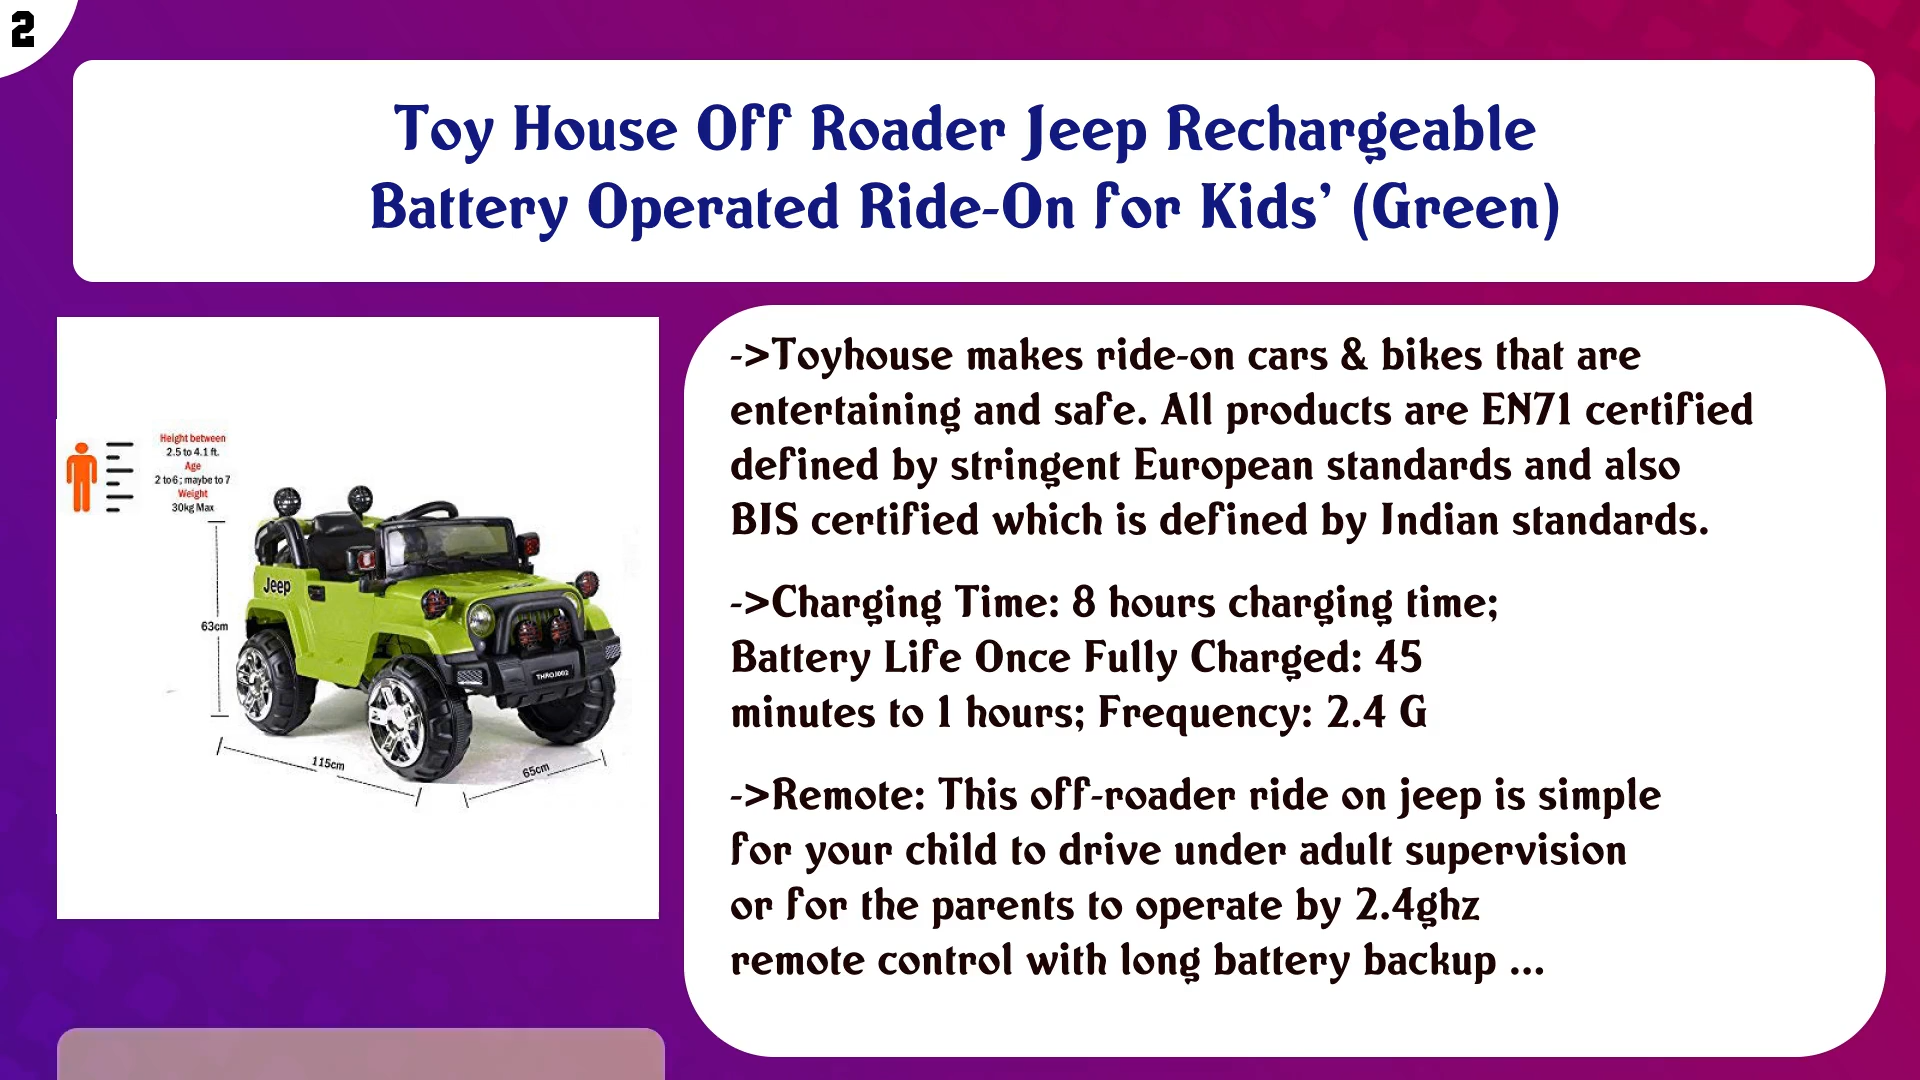 2
Toy House Off Roader Jeep Rechargeable
Battery Operated Ride-On for Kids’ (Green)
Height between
2.5 to 4.1 ft.
Age
2 to 6 ; maybe to 7
Weight
30kg Max
Jeep
63cm
THROJ002
115cm
65cm
->Toyhouse makes ride-on cars & bikes that are
entertaining and safe. All products are EN71 certified
defined by stringent European standards and also
BIS certified which is defined by Indian standards.
->Charging Time: 8 hours charging time;
Battery Life Once Fully Charged: 45
minutes to 1 hours; Frequency: 2.4 G
->Remote: This off-roader ride on jeep is simple
for your child to drive under adult supervision
or for the parents to operate by 2.4ghz
remote control with long battery backup ...